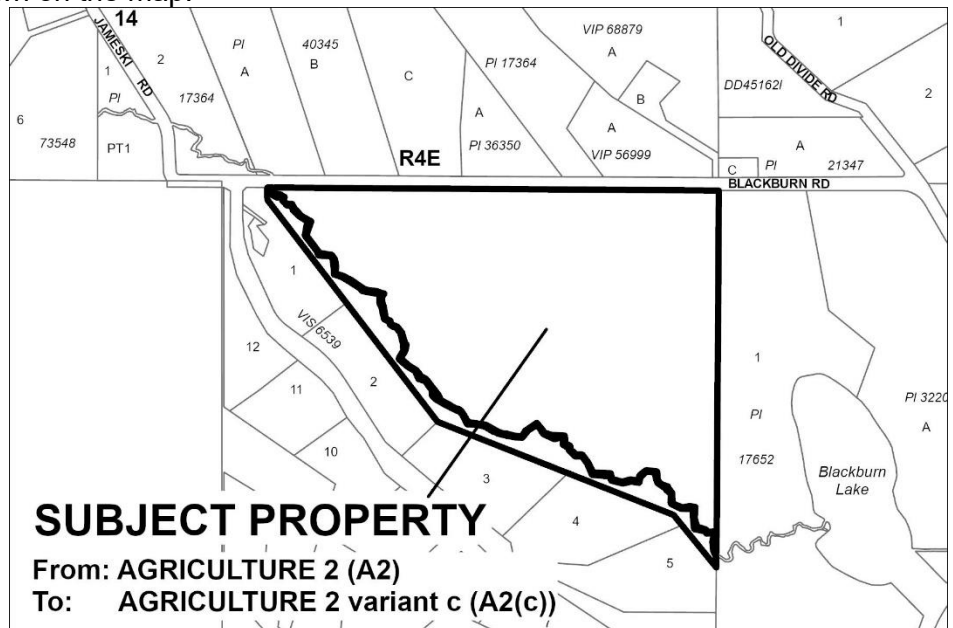 14
JAMESKI RD
1
PI
2
17364
6
73548
PT1
PI
A
40345
B
C
PI 17364
A
PI 36350
R4E
VIP 68879
A
B
A
VIP 56999
OLD DIVIDE RD
1
DD45162I
2
A
C
PI
21347
BLACKBURN RD
1
VIS 6539
12
2
11
10
3
4
5
1
PI
17652
Blackburn
Lake
PI 3220
A
SUBJECT PROPERTY
From: AGRICULTURE 2 (A2)
To: AGRICULTURE 2 variant c (A2(c))